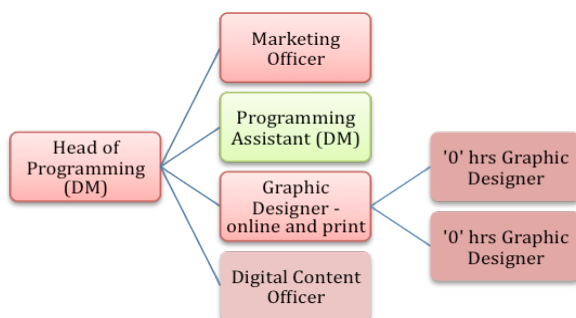 Marketing
Officer
Programming
Assistant (DM)
Head of
Programming
(DM)
Graphic
Designer -
online and print
Digital Content
Officer
'0' hrs Graphic
Designer
'0' hrs Graphic
Designer